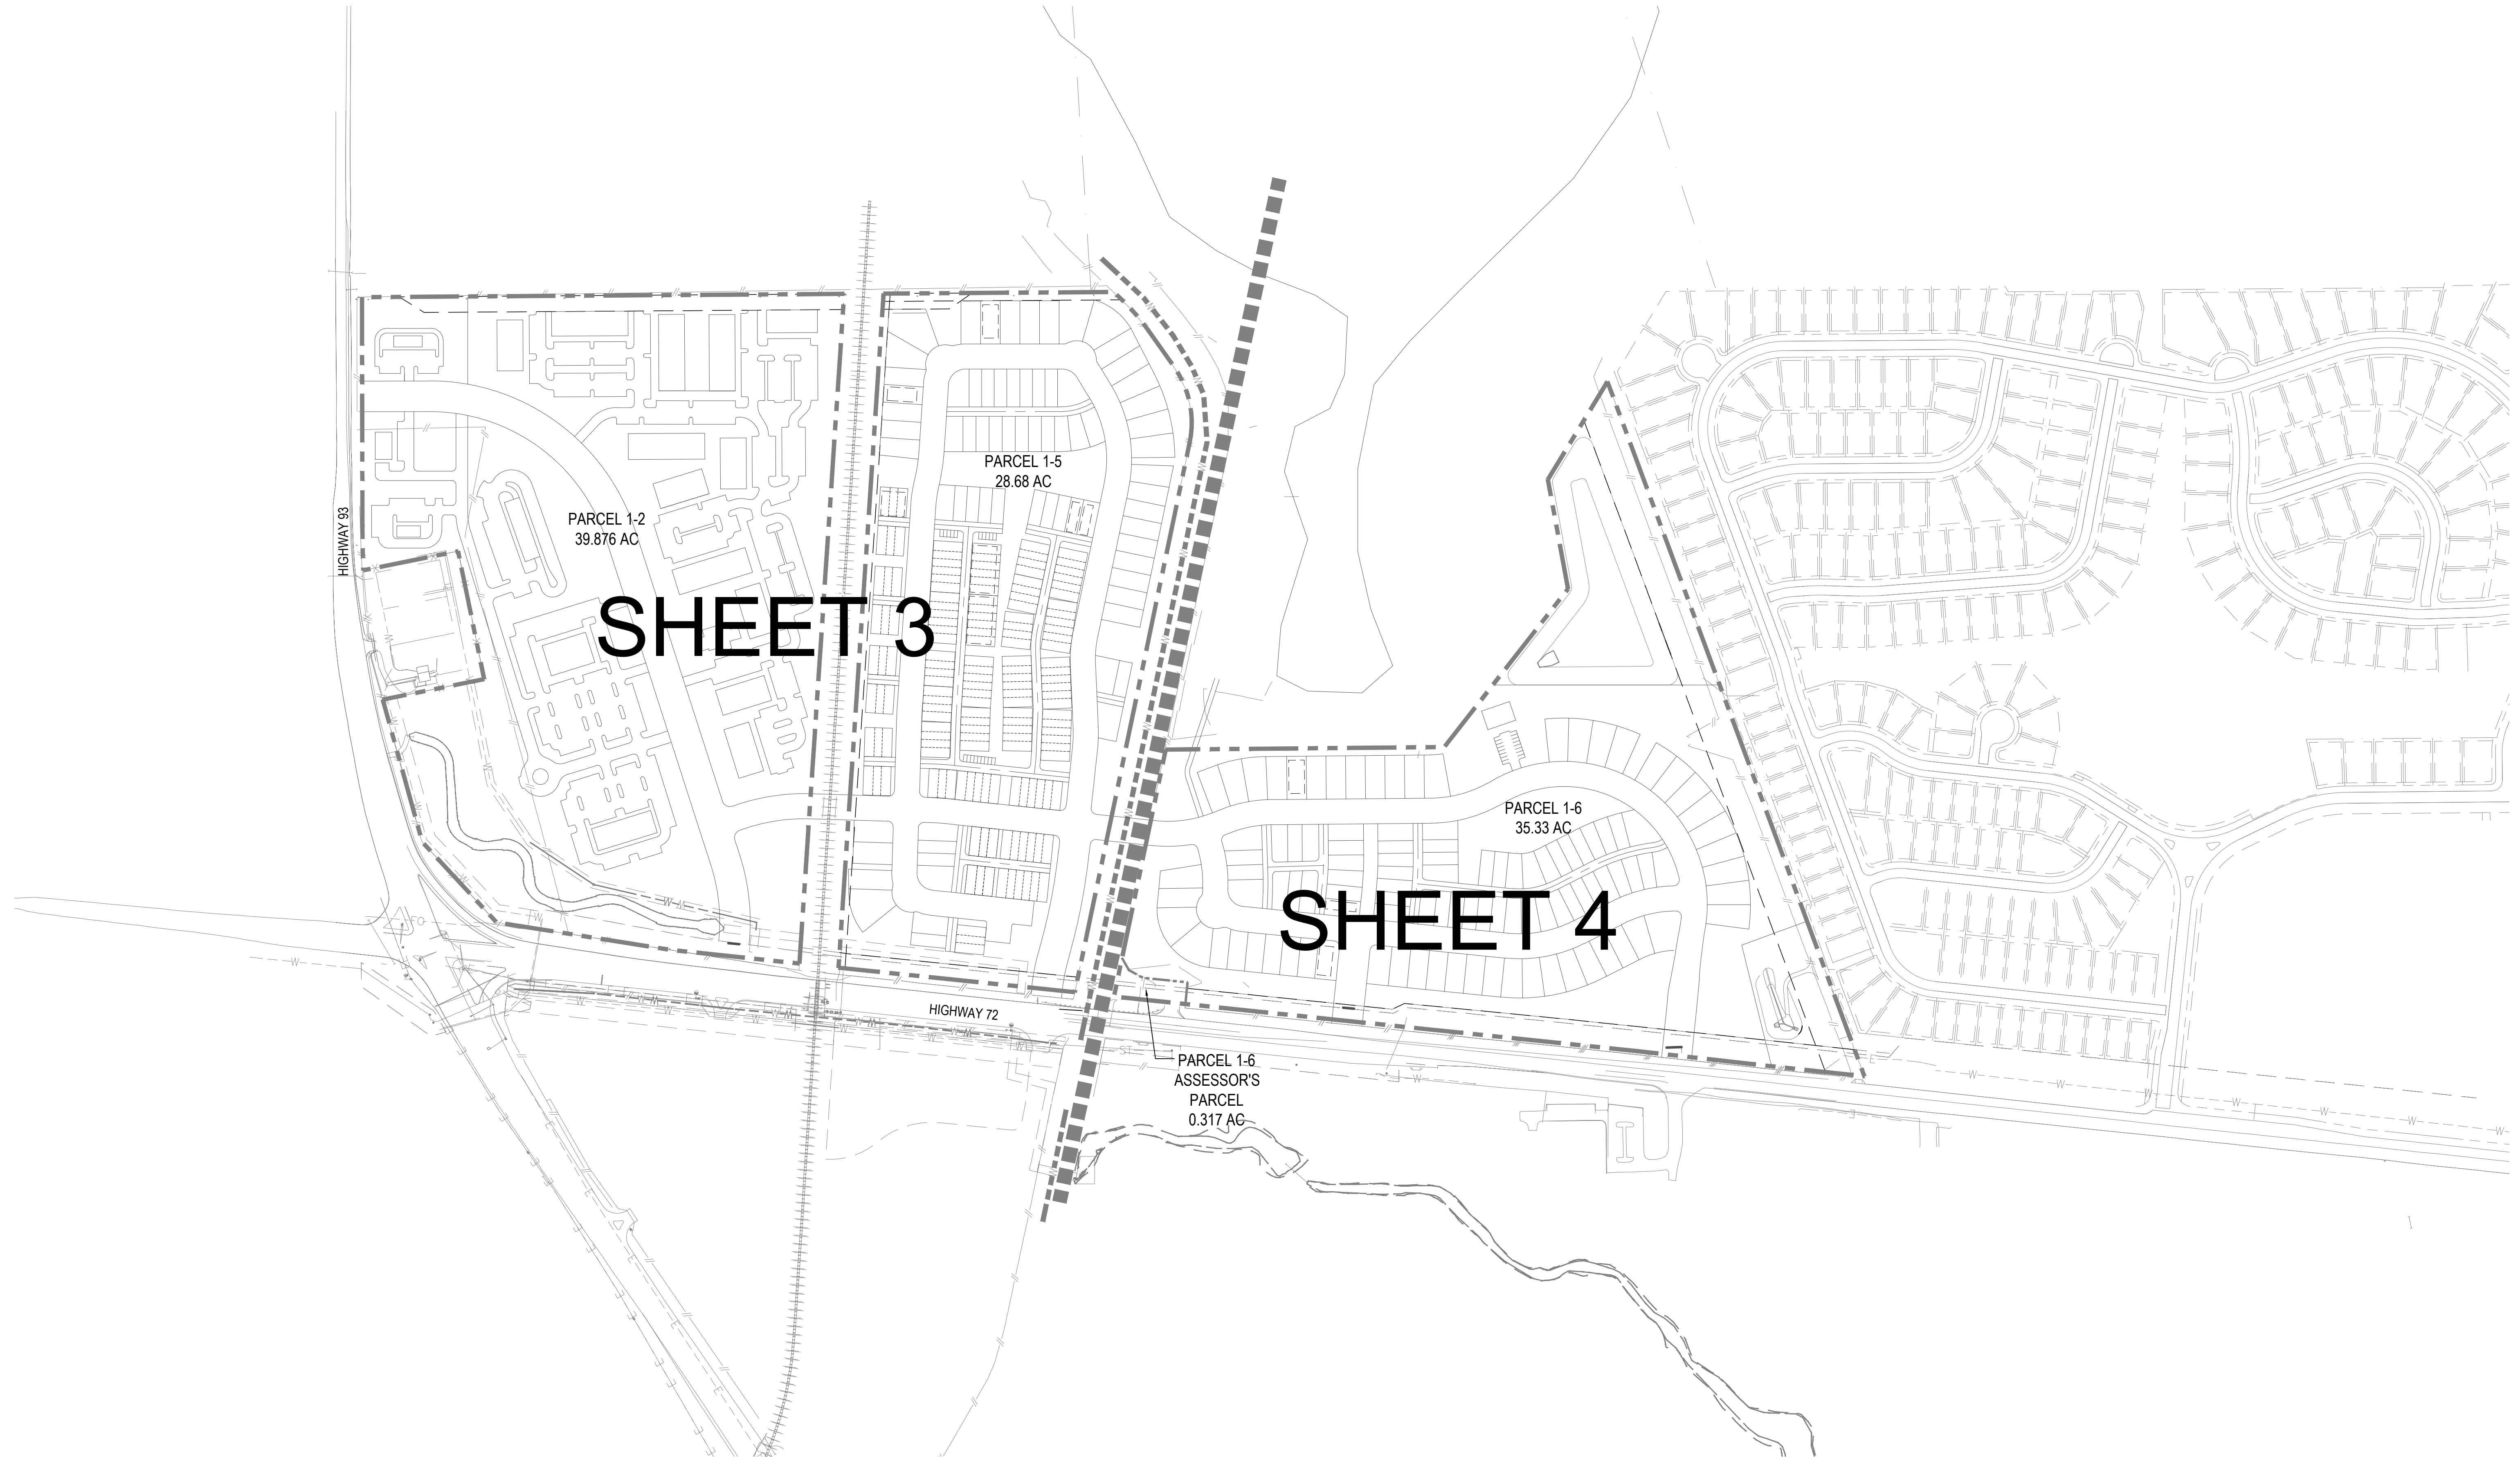 PARCEL 1-5
28.68 AC
PARCEL 1-2
39.876 AC
HIGHWAY 93
SHEET 3
PARCEL 1-6
35.33 AC
SHEET 4
HIGHWAY 72
PARCEL 1-6
ASSESSOR'S
PARCEL
0.317 AC